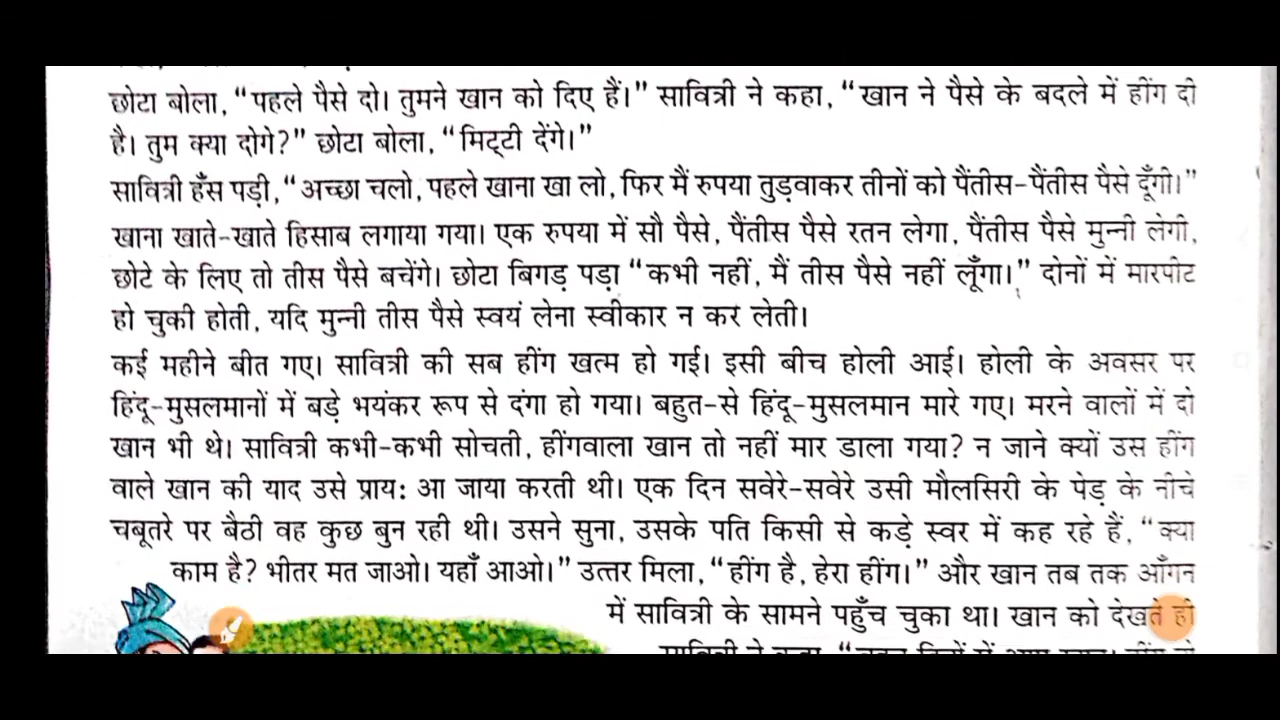 छोटा बोला, “पहले पैसे दो। तुमने खान को दिए हैं।” सावित्री ने कहा, “खान ने पैसे के बदले में हींग दी
है। तुम क्या दोगे?” छोटा बोला, “मिट्टी देंगे।”
सावित्री हँस पड़ी, “अच्छा चलो, पहले खाना खा लो, फिर मैं रुपया तुड़वाकर तीनों को पैंतीस-पैंतीस पैसे दूँगी।”
खाना खाते-खाते हिसाब लगाया गया। एक रुपया में सौ पैसे, पैंतीस पैसे रतन लेगा, पैंतीस पैसे मुन्नी लेगी,
छोटे के लिए तो तीस पैसे बचेंगे। छोटा बिगड़ पड़ा “कभी नहीं, मैं तीस पैसे नहीं लूँगा।” दोनों में मारपीट
हो चुकी होती, यदि मुन्नी तीस पैसे स्वयं लेना स्वीकार न कर लेती।
कई महीने बीत गए। सावित्री की सब हींग खत्म हो गई। इसी बीच होली आई। होली के अवसर पर
हिंदू-मुसलमानों में बड़े भयंकर रूप से दंगा हो गया। बहुत-से हिंदू-मुसलमान मारे गए। मरने वालों में दो
खान भी थे। सावित्री कभी-कभी सोचती, हींगवाला खान तो नहीं मार डाला गया? न जाने क्यों उस हींग
वाले खान की याद उसे प्राय: आ जाया करती थी। एक दिन सवेरे-सवेरे उसी मौलसिरी के पेड़ के नीचे
चबूतरे पर बैठी वह कुछ बुन रही थी। उसने सुना, उसके पति किसी से कड़े स्वर में कह रहे हैं, “क्या
काम है? भीतर मत जाओ। यहाँ आओ।” उत्तर मिला, “हींग है, हेरा हींग।” और खान तब तक आँगन
में सावित्री के सामने पहुँच चुका था। खान को देखते ही